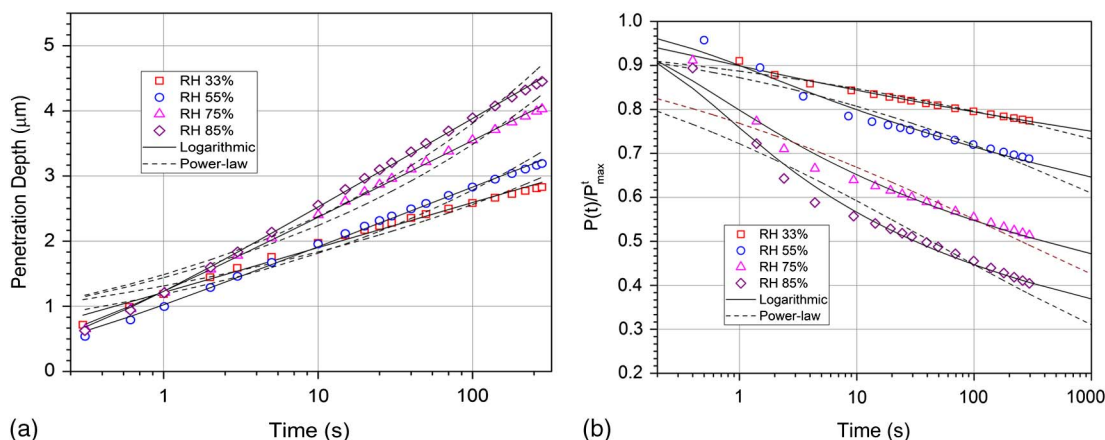 5
4
3
2
1
0
Penetration Depth (μm)
RH 33%
RH 55%
RH 75%
RH 85%
Logarithmic
Power-law
1
10
100
Time (s)
(a)
1.0
0.9
0.8
0.7
0.6
0.5
0.4
0.3
0.2
P(t)/P^t_max
RH 33%
RH 55%
RH 75%
RH 85%
Logarithmic
Power-law
1
10
100
1000
Time (s)
(b)